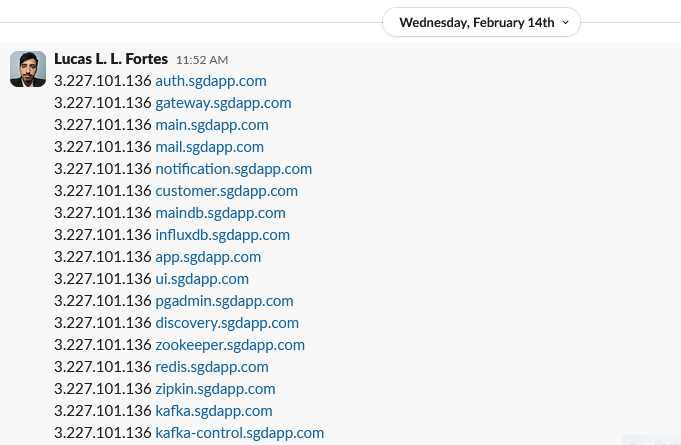 Wednesday, February 14th
Lucas L. L. Fortes 11:52 AM
3.227.101.136 auth.sgdapp.com
3.227.101.136 gateway.sgdapp.com
3.227.101.136 main.sgdapp.com
3.227.101.136 mail.sgdapp.com
3.227.101.136 notification.sgdapp.com
3.227.101.136 customer.sgdapp.com
3.227.101.136 maindb.sgdapp.com
3.227.101.136 influxdb.sgdapp.com
3.227.101.136 app.sgdapp.com
3.227.101.136 ui.sgdapp.com
3.227.101.136 pgadmin.sgdapp.com
3.227.101.136 discovery.sgdapp.com
3.227.101.136 zookeeper.sgdapp.com
3.227.101.136 redis.sgdapp.com
3.227.101.136 zipkin.sgdapp.com
3.227.101.136 kafka.sgdapp.com
3.227.101.136 kafka-control.sgdapp.com